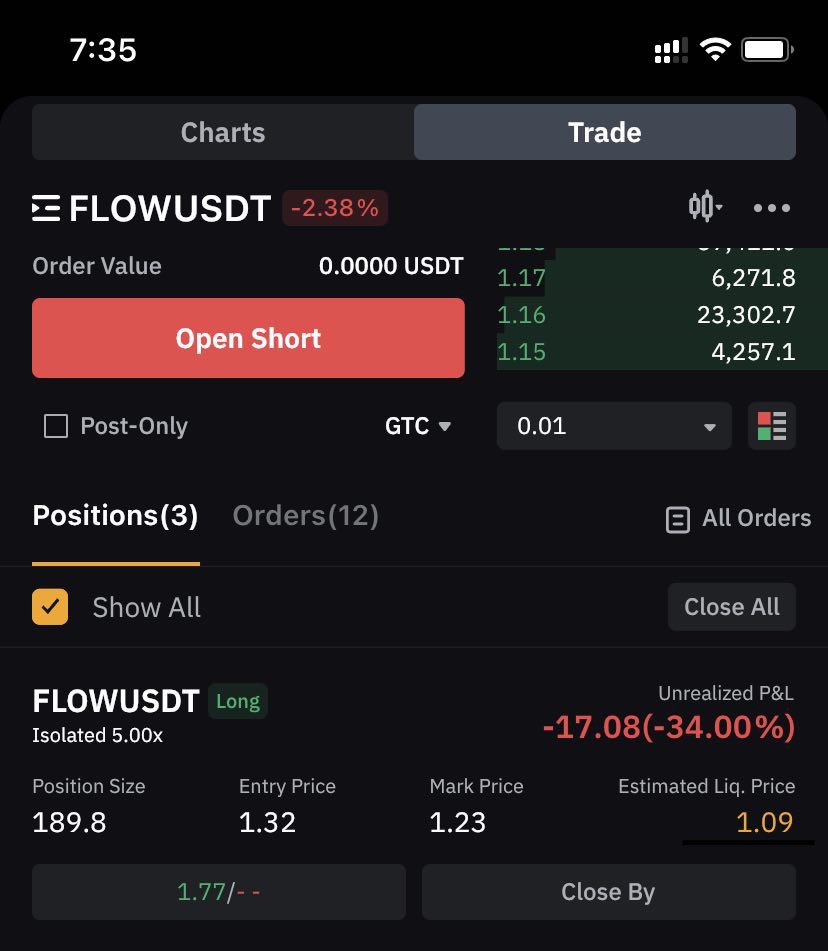 7:35
Charts Trade
FLOWUSDT -2.38%
Order Value 0.0000 USDT
1.17 6,271.8
Open Short
1.16 23,302.7
1.15 4,257.1
Post-Only GTC 0.01
Positions(3) Orders(12) All Orders
Show All Close All
FLOWUSDT Long
Isolated 5.00x
Unrealized P&L
-17.08(-34.00%)
Position Size Entry Price Mark Price Estimated Liq. Price
189.8 1.32 1.23 1.09
1.77/-- Close By